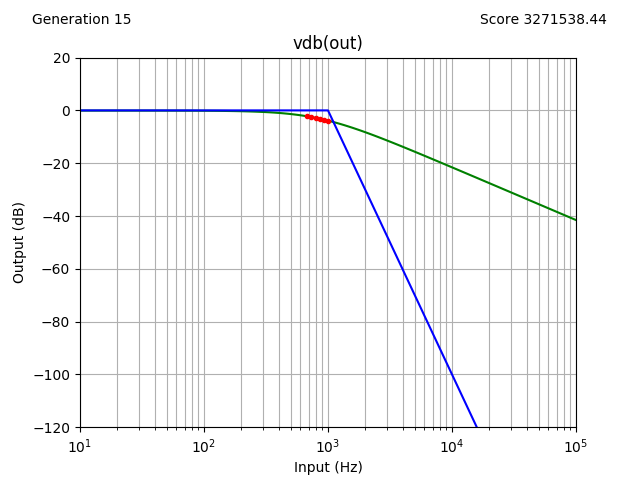 Generation 15
Score 3271538.44
vdb(out)
20
0
−20
−40
−60
−80
−100
−120
Output (dB)
10¹
10²
10³
10⁴
10⁵
Input (Hz)